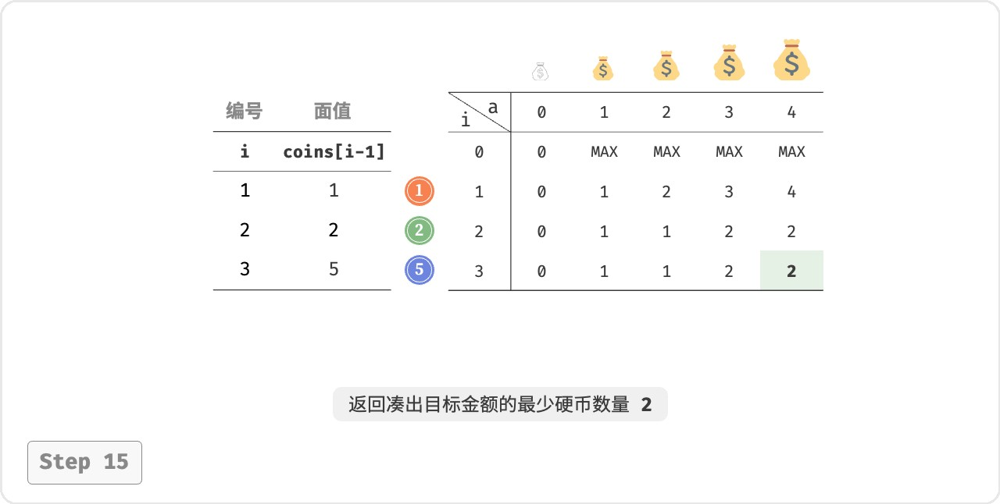 编号 面值
i coins[i-1]
1 1 1
2 2 2
3 5 5
$ $ $ $ $
i a 0 1 2 3 4
0 0 MAX MAX MAX MAX
1 0 1 2 3 4
2 0 1 1 2 2
3 0 1 1 2 2
返回凑出目标金额的最少硬币数量 2
Step 15